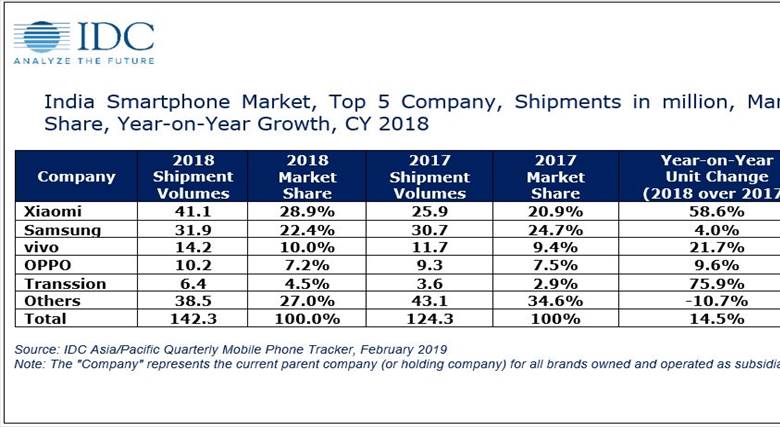 IDC
ANALYZE THE FUTURE
India Smartphone Market, Top 5 Company, Shipments in million, Mar
Share, Year-on-Year Growth, CY 2018
Company 2018 Shipment Volumes 2018 Market Share 2017 Shipment Volumes 2017 Market Share Year-on-Year Unit Change (2018 over 2017
Xiaomi 41.1 28.9% 25.9 20.9% 58.6%
Samsung 31.9 22.4% 30.7 24.7% 4.0%
vivo 14.2 10.0% 11.7 9.4% 21.7%
OPPO 10.2 7.2% 9.3 7.5% 9.6%
Transsion 6.4 4.5% 3.6 2.9% 75.9%
Others 38.5 27.0% 43.1 34.6% -10.7%
Total 142.3 100.0% 124.3 100% 14.5%
Source: IDC Asia/Pacific Quarterly Mobile Phone Tracker, February 2019
Note: The "Company" represents the current parent company (or holding company) for all brands owned and operated as subsidia